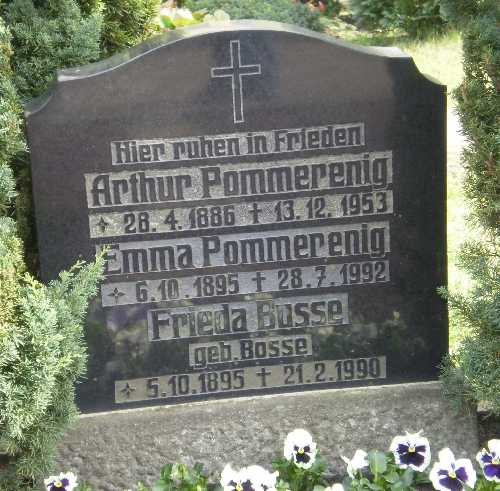 Hier ruhen in Frieden
Arthur Pommerenig
✶ 28. 4. 1886 ✝ 13. 12. 1953
Emma Pommerenig
✶ 6. 10. 1895 ✝ 28. 7. 1992
Frieda Busse
geb. Bosse
✶ 5. 10. 1895 ✝ 21. 2. 1990